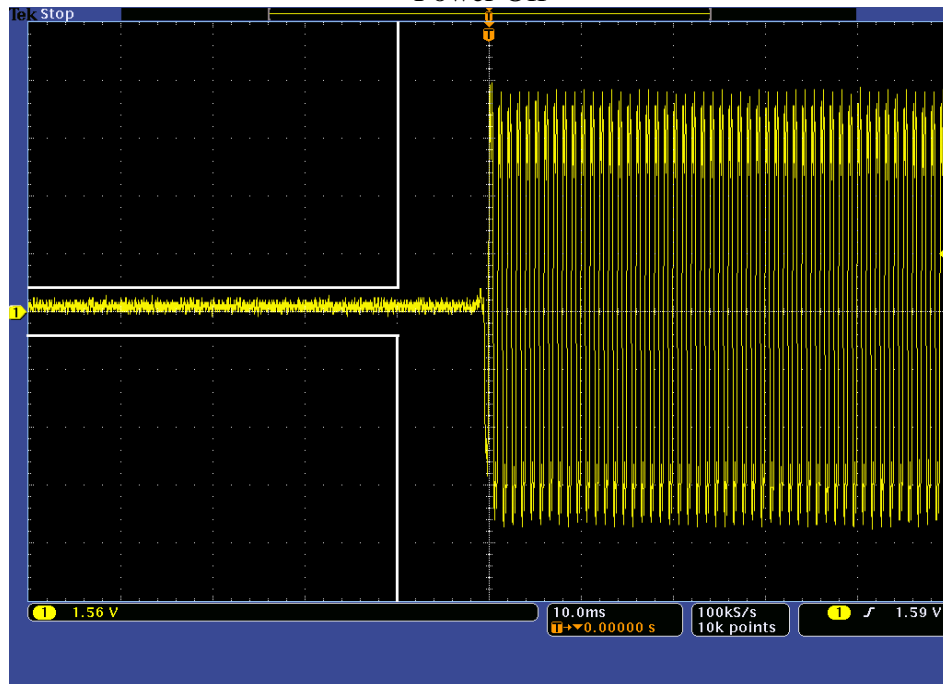 Tek Stop
T
T
1
1 1.56 V
10.0ms
T→▼0.00000 s
100kS/s
10k points
1 1.59 V